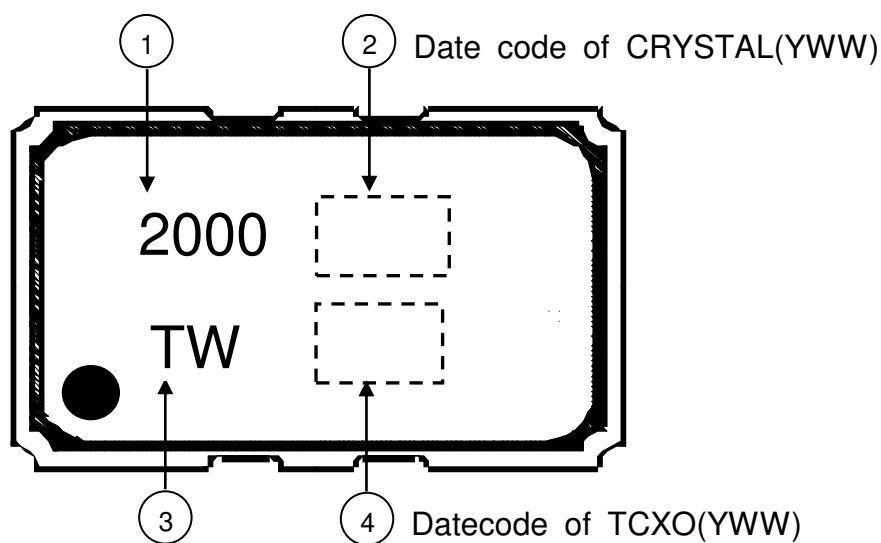 1
2 Date code of CRYSTAL(YWW)
2000
TW
3
4 Datecode of TCXO(YWW)